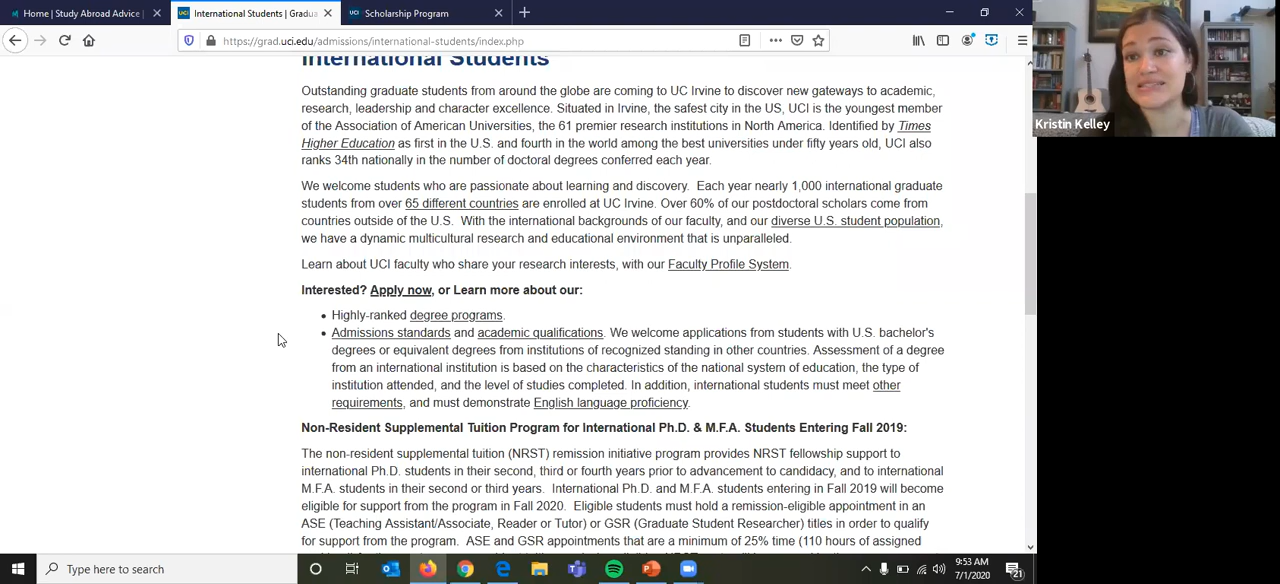 Home | Study Abroad Advice |
International Students | Gradua
Scholarship Program
https://grad.uci.edu/admissions/international-students/index.php
International Students
Outstanding graduate students from around the globe are coming to UC Irvine to discover new gateways to academic,
research, leadership and character excellence. Situated in Irvine, the safest city in the US, UCI is the youngest member
of the Association of American Universities, the 61 premier research institutions in North America. Identified by Times
Higher Education as first in the U.S. and fourth in the world among the best universities under fifty years old, UCI also
ranks 34th nationally in the number of doctoral degrees conferred each year.
We welcome students who are passionate about learning and discovery. Each year nearly 1,000 international graduate
students from over 65 different countries are enrolled at UC Irvine. Over 60% of our postdoctoral scholars come from
countries outside of the U.S. With the international backgrounds of our faculty, and our diverse U.S. student population,
we have a dynamic multicultural research and educational environment that is unparalleled.
Learn about UCI faculty who share your research interests, with our Faculty Profile System.
Interested? Apply now, or Learn more about our:
• Highly-ranked degree programs.
• Admissions standards and academic qualifications. We welcome applications from students with U.S. bachelor's
degrees or equivalent degrees from institutions of recognized standing in other countries. Assessment of a degree
from an international institution is based on the characteristics of the national system of education, the type of
institution attended, and the level of studies completed. In addition, international students must meet other
requirements, and must demonstrate English language proficiency.
Non-Resident Supplemental Tuition Program for International Ph.D. & M.F.A. Students Entering Fall 2019:
The non-resident supplemental tuition (NRST) remission initiative program provides NRST fellowship support to
international Ph.D. students in their second, third or fourth years prior to advancement to candidacy, and to international
M.F.A. students in their second or third years. International Ph.D. and M.F.A. students entering in Fall 2019 will become
eligible for support from the program in Fall 2020. Eligible students must hold a remission-eligible appointment in an
ASE (Teaching Assistant/Associate, Reader or Tutor) or GSR (Graduate Student Researcher) titles in order to qualify
for support from the program. ASE and GSR appointments that are a minimum of 25% time (110 hours of assigned
Kristin Kelley
Type here to search
9:53 AM
7/1/2020
21